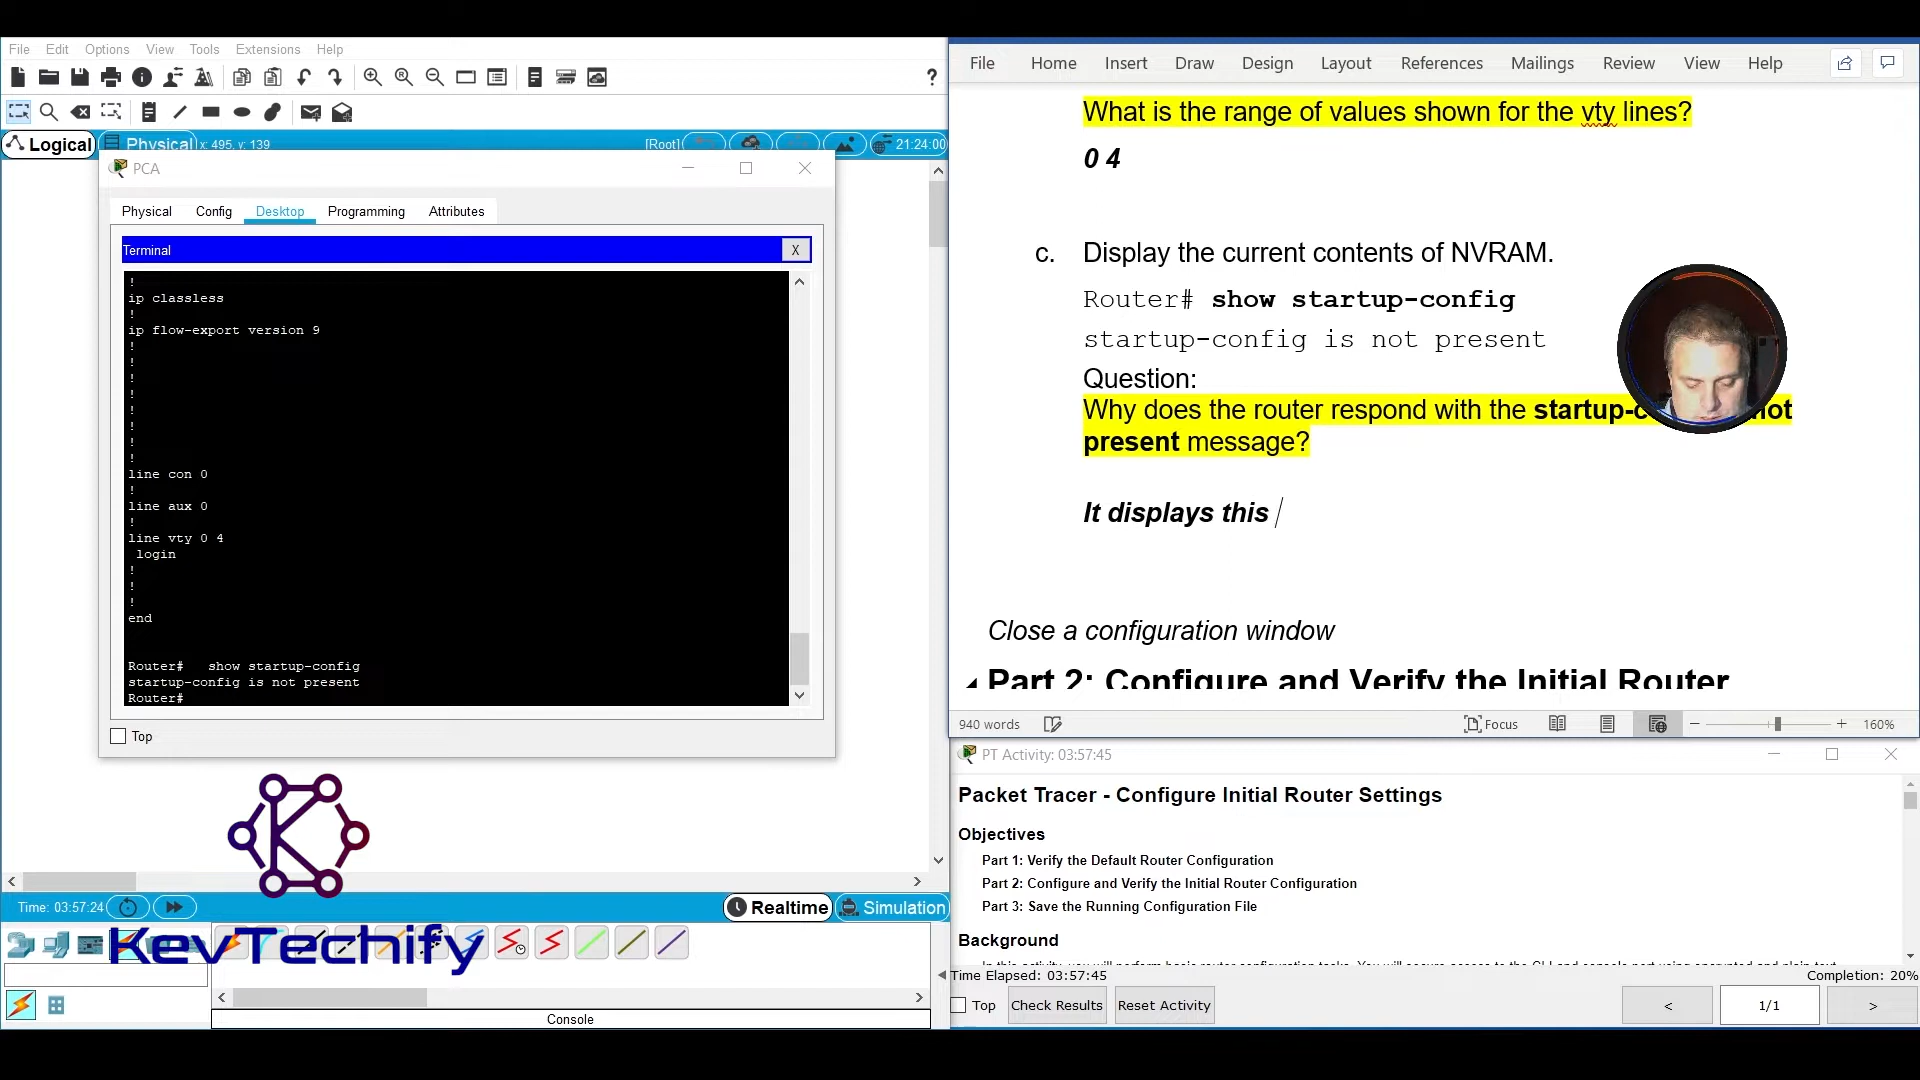 File Edit Options View Tools Extensions Help
Logical Physical x: 495, y: 139 [Root] 21:24:00
PCA
Physical Config Desktop Programming Attributes
Terminal X
!
ip classless
!
ip flow-export version 9
!
!
!
!
!
!
!
!
line con 0
!
line aux 0
!
line vty 0 4
login
!
!
!
end
Router# show startup-config
startup-config is not present
Router#
Top
Time: 03:57:24 Realtime Simulation
KevTechify
Console
File Home Insert Draw Design Layout References Mailings Review View Help
What is the range of values shown for the vty lines?
0 4
c. Display the current contents of NVRAM.
Router# show startup-config
startup-config is not present
Question:
Why does the router respond with the
present message?
It displays this
Close a configuration window
Part 2: Configure and Verify the Initial Router
940 words Focus 160%
PT Activity: 03:57:45
Packet Tracer - Configure Initial Router Settings
Objectives
Part 1: Verify the Default Router Configuration
Part 2: Configure and Verify the Initial Router Configuration
Part 3: Save the Running Configuration File
Background
Time Elapsed: 03:57:45 Completion: 20%
Top Check Results Reset Activity < 1/1 >